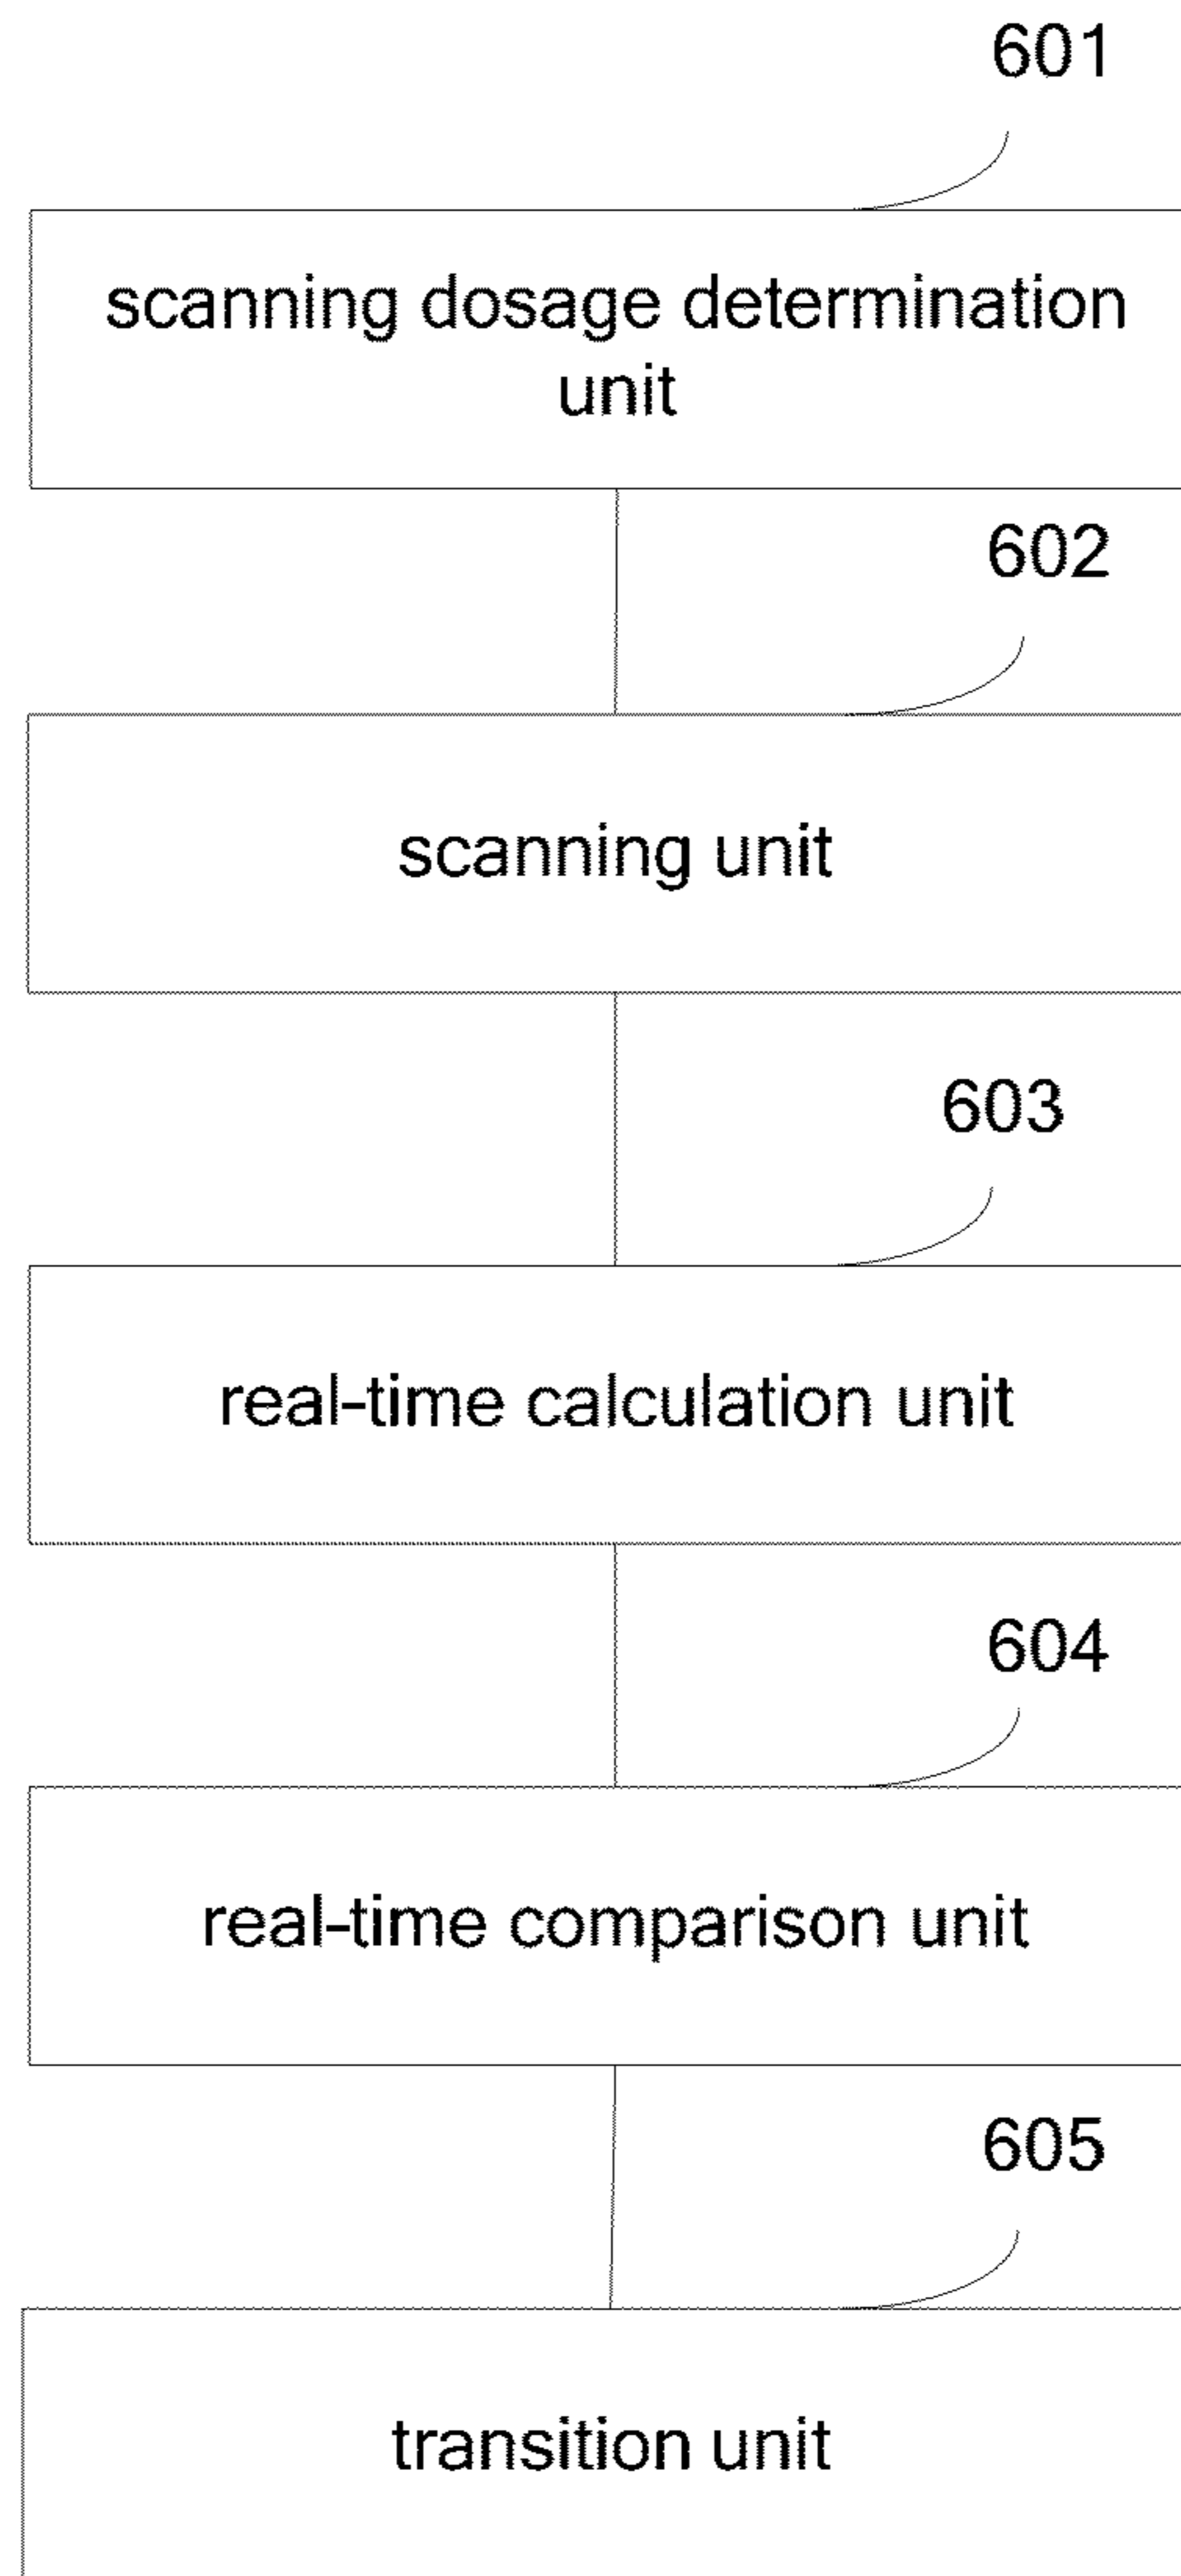 601
scanning dosage determination
unit
602
scanning unit
603
real-time calculation unit
604
real-time comparison unit
605
transition unit